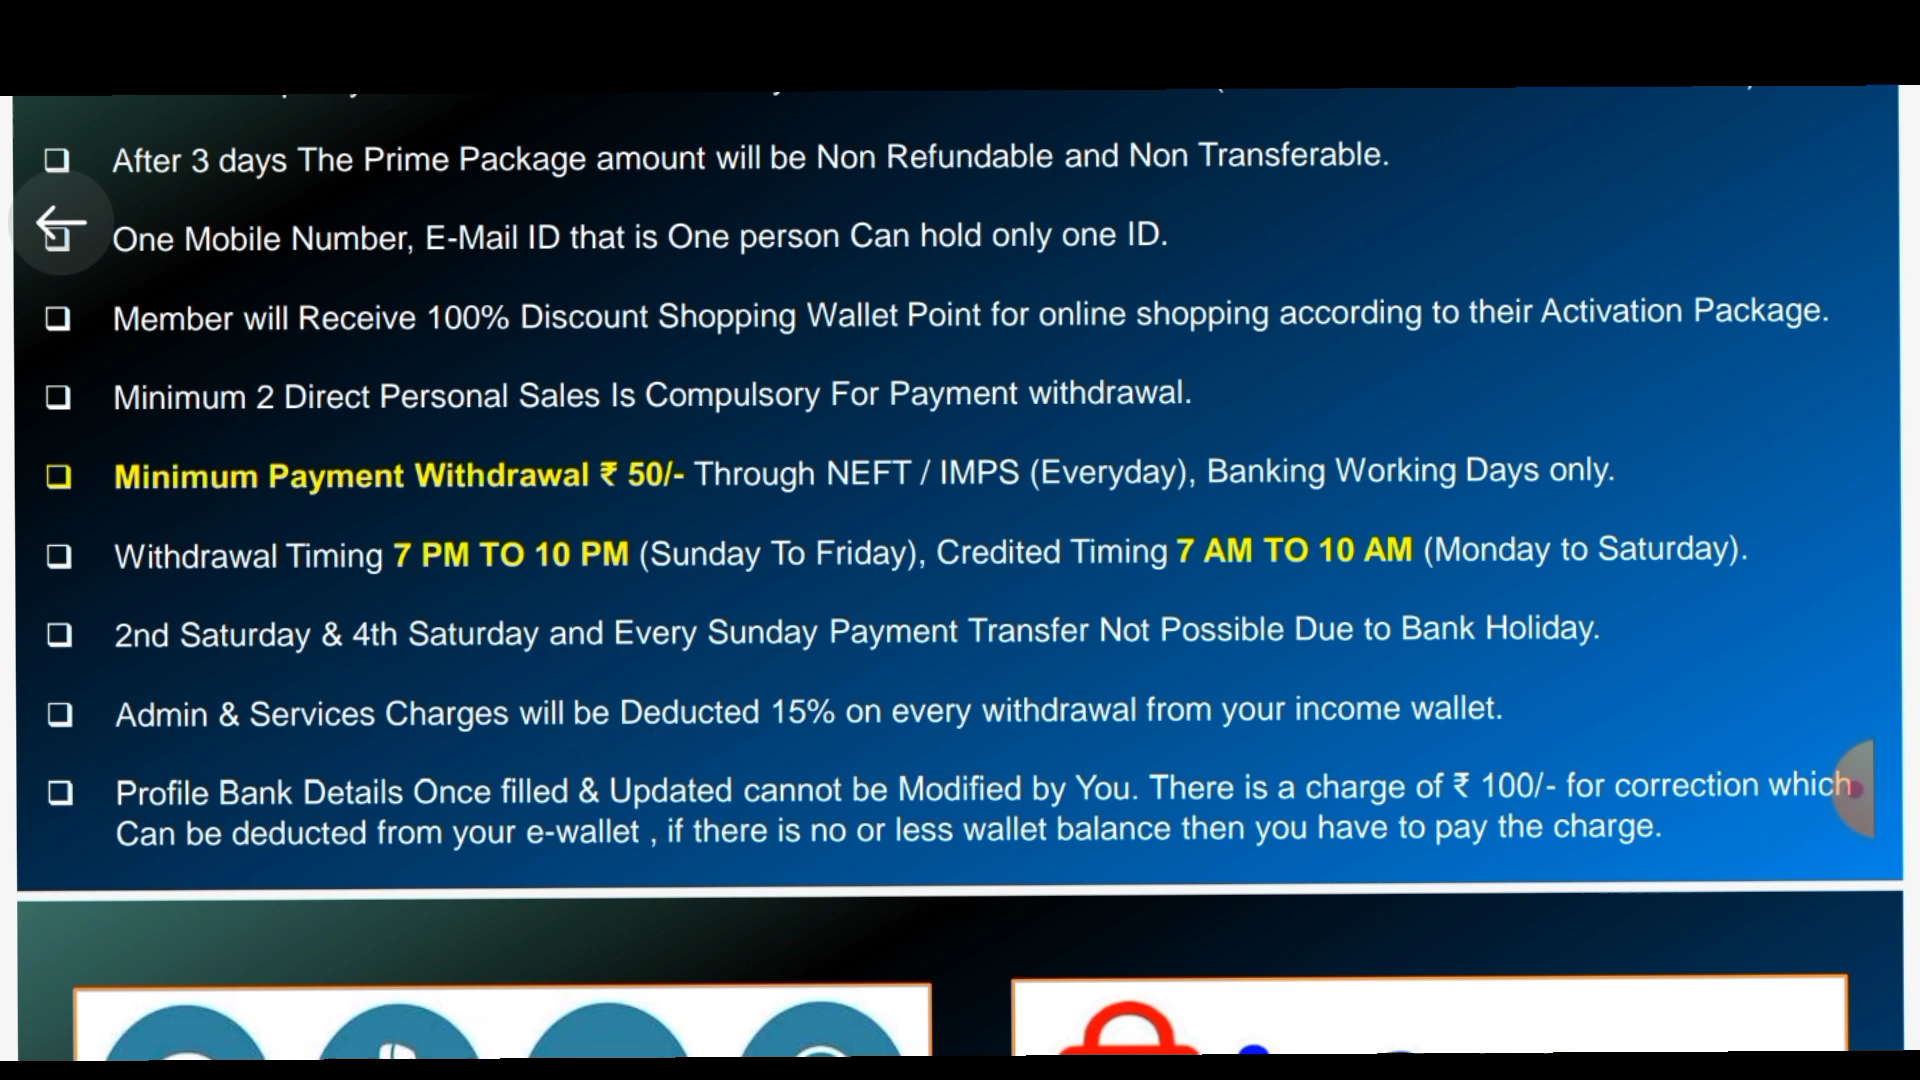 After 3 days The Prime Package amount will be Non Refundable and Non Transferable.
One Mobile Number, E-Mail ID that is One person Can hold only one ID.
Member will Receive 100% Discount Shopping Wallet Point for online shopping according to their Activation Package.
Minimum 2 Direct Personal Sales Is Compulsory For Payment withdrawal.
Minimum Payment Withdrawal ₹ 50/- Through NEFT / IMPS (Everyday), Banking Working Days only.
Withdrawal Timing 7 PM TO 10 PM (Sunday To Friday), Credited Timing 7 AM TO 10 AM (Monday to Saturday).
2nd Saturday & 4th Saturday and Every Sunday Payment Transfer Not Possible Due to Bank Holiday.
Admin & Services Charges will be Deducted 15% on every withdrawal from your income wallet.
Profile Bank Details Once filled & Updated cannot be Modified by You. There is a charge of ₹ 100/- for correction which
Can be deducted from your e-wallet , if there is no or less wallet balance then you have to pay the charge.